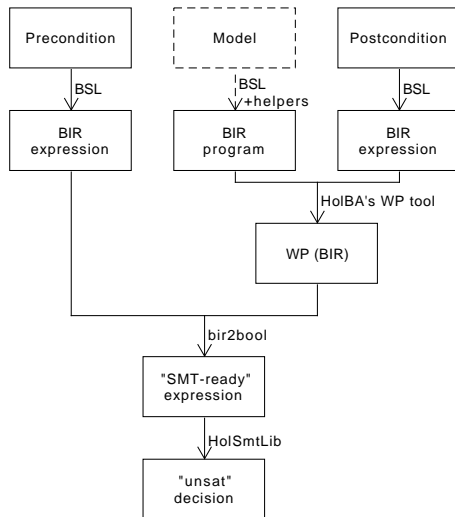 Precondition
Model
Postcondition
BSL
BSL
+helpers
BSL
BIR
expression
BIR
program
BIR
expression
HolBA's WP tool
WP (BIR)
bir2bool
"SMT-ready"
expression
HolSmtLib
"unsat"
decision